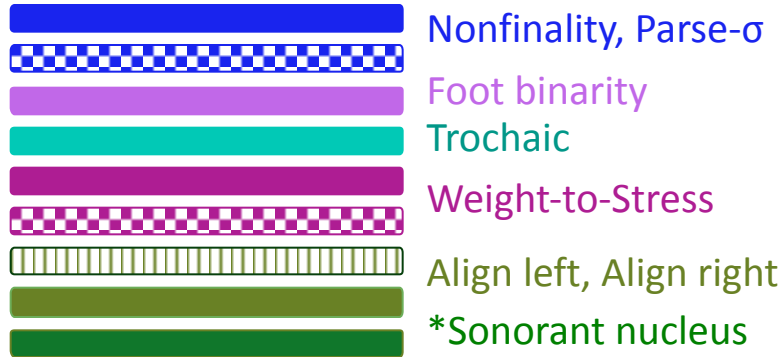 Nonfinality, Parse-σ
Foot binarity
Trochaic
Weight-to-Stress
Align left, Align right
*Sonorant nucleus